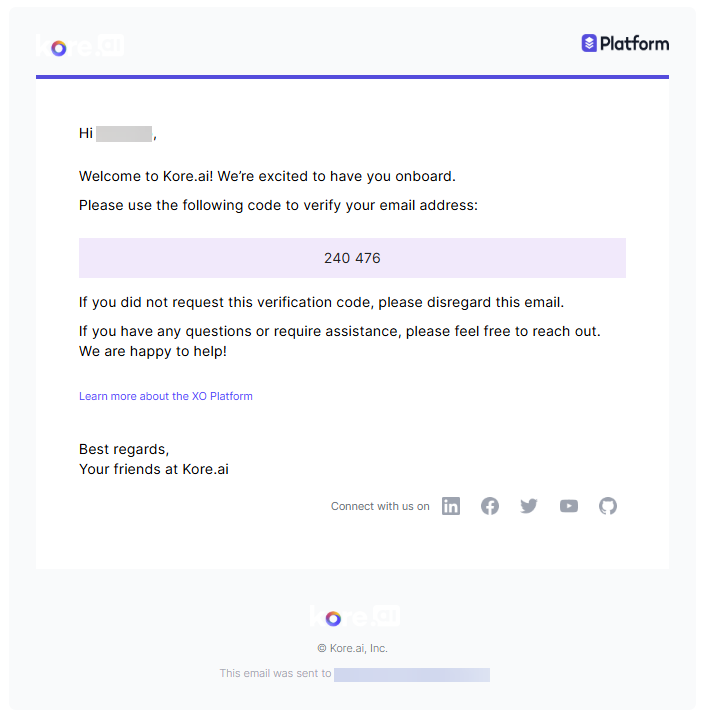 kore.ai
Platform
Hi ,
Welcome to Kore.ai! We’re excited to have you onboard.
Please use the following code to verify your email address:
240 476
If you did not request this verification code, please disregard this email.
If you have any questions or require assistance, please feel free to reach out.
We are happy to help!
Learn more about the XO Platform
Best regards,
Your friends at Kore.ai
Connect with us on
kore.ai
© Kore.ai, Inc.
This email was sent to